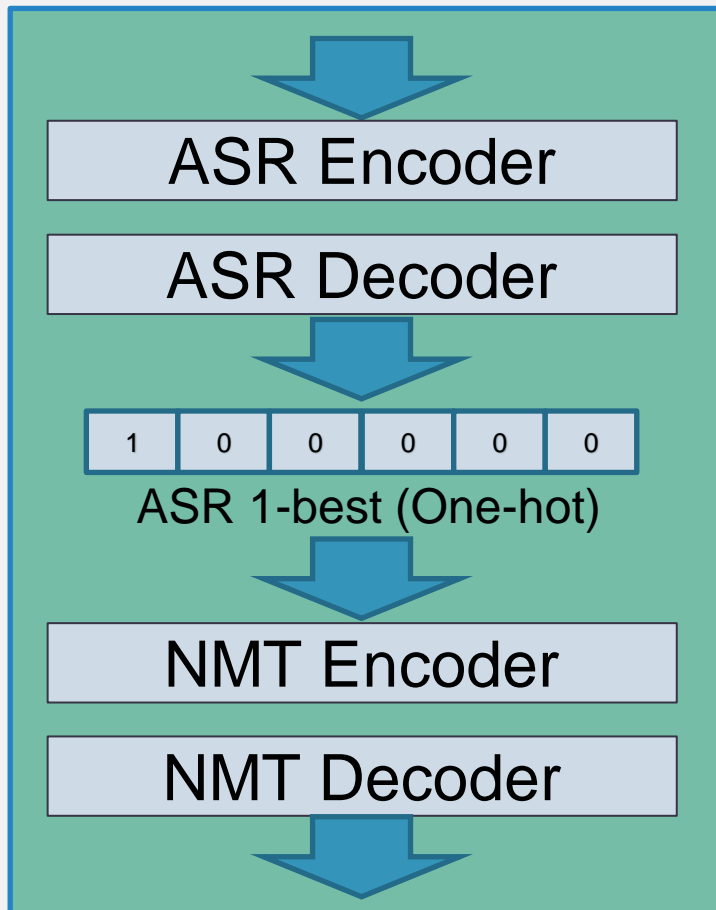 ASR Encoder
ASR Decoder
1 0 0 0 0 0
ASR 1-best (One-hot)
NMT Encoder
NMT Decoder